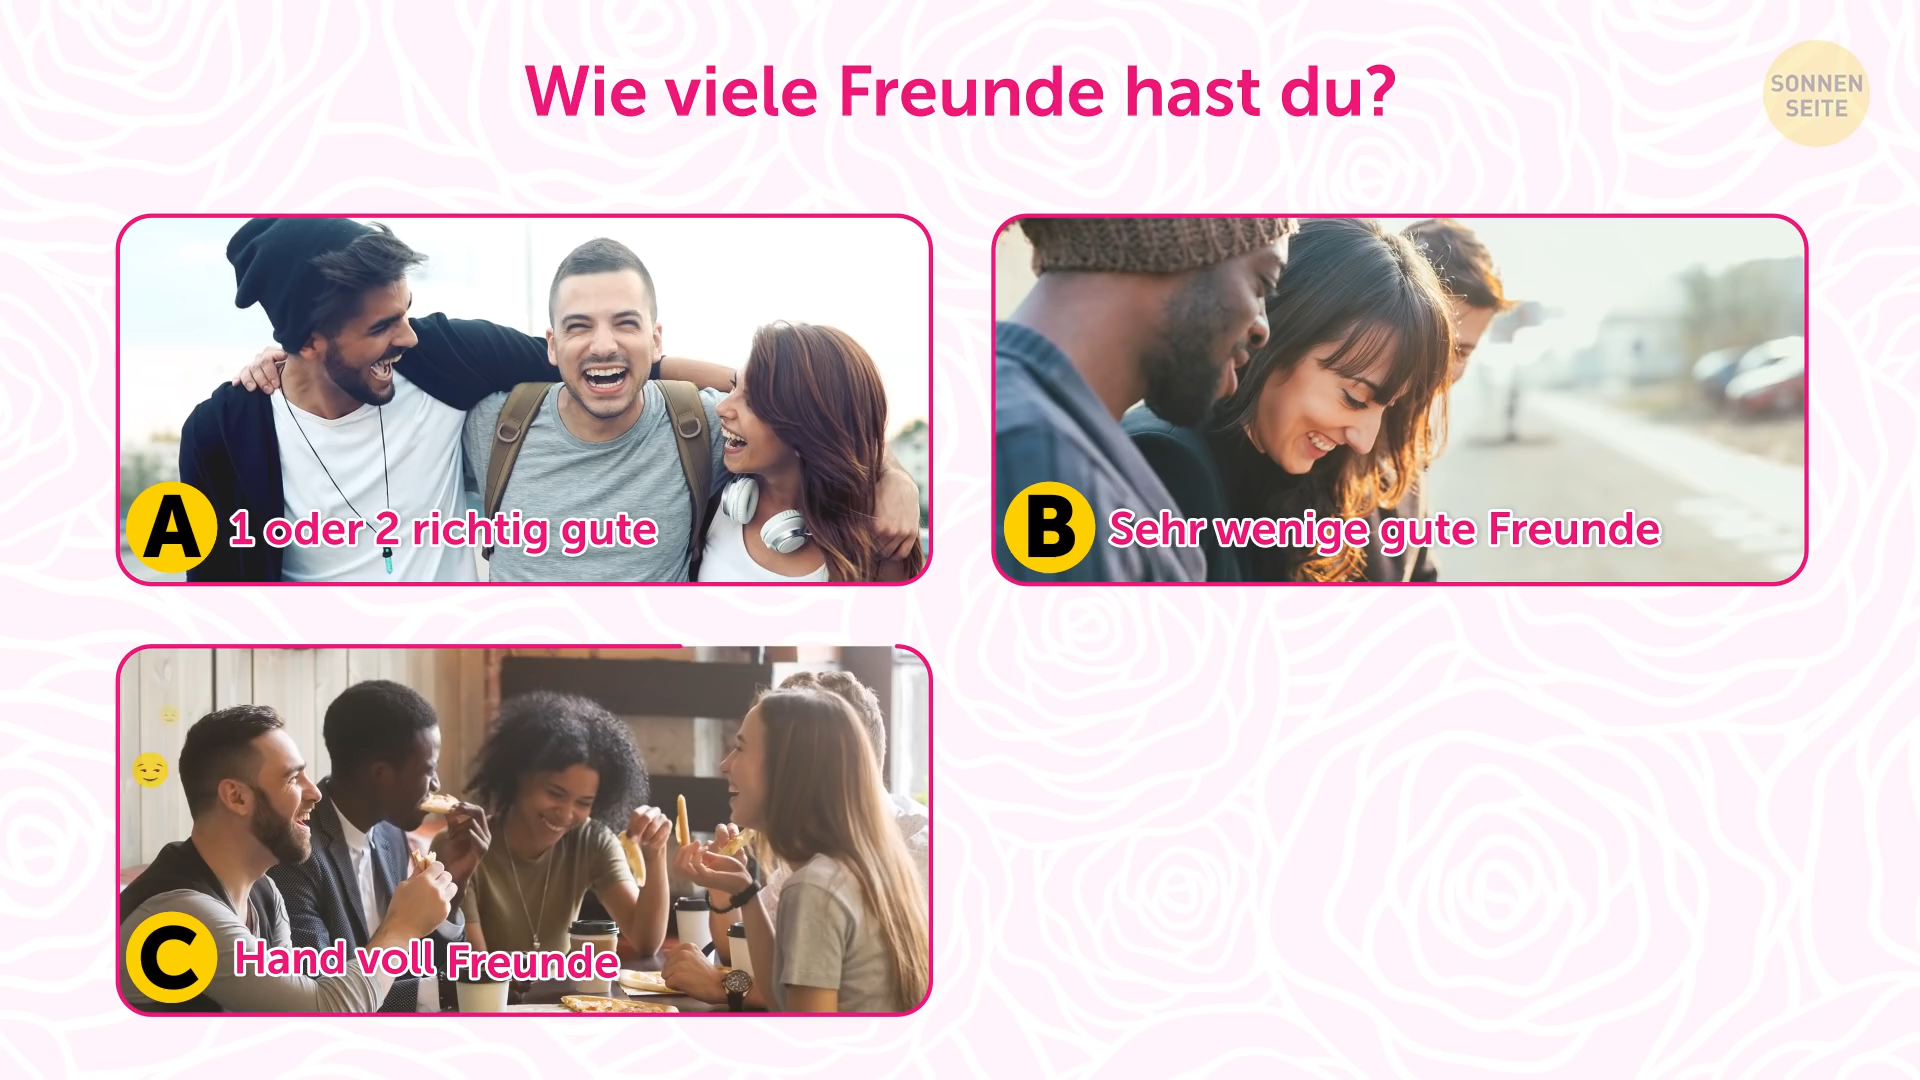 Wie viele Freunde hast du?
SONNEN
SEITE
A 1 oder 2 richtig gute
B Sehr wenige gute Freunde
C Hand voll Freunde